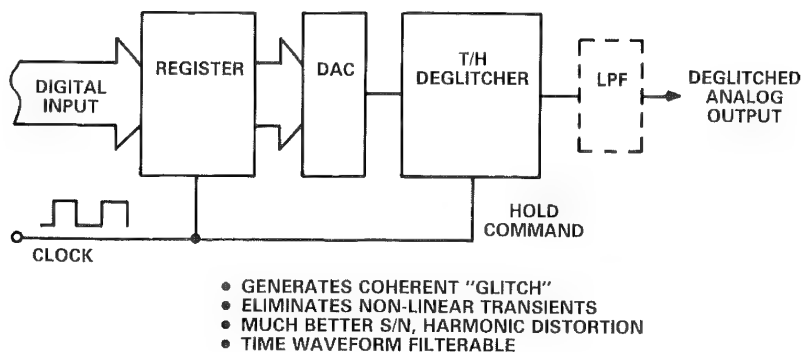 DIGITAL
INPUT
REGISTER
DAC
T/H
DEGLITCHER
LPF
DEGLITCHED
ANALOG
OUTPUT
HOLD
COMMAND
CLOCK
• GENERATES COHERENT "GLITCH"
• ELIMINATES NON-LINEAR TRANSIENTS
• MUCH BETTER S/N, HARMONIC DISTORTION
• TIME WAVEFORM FILTERABLE